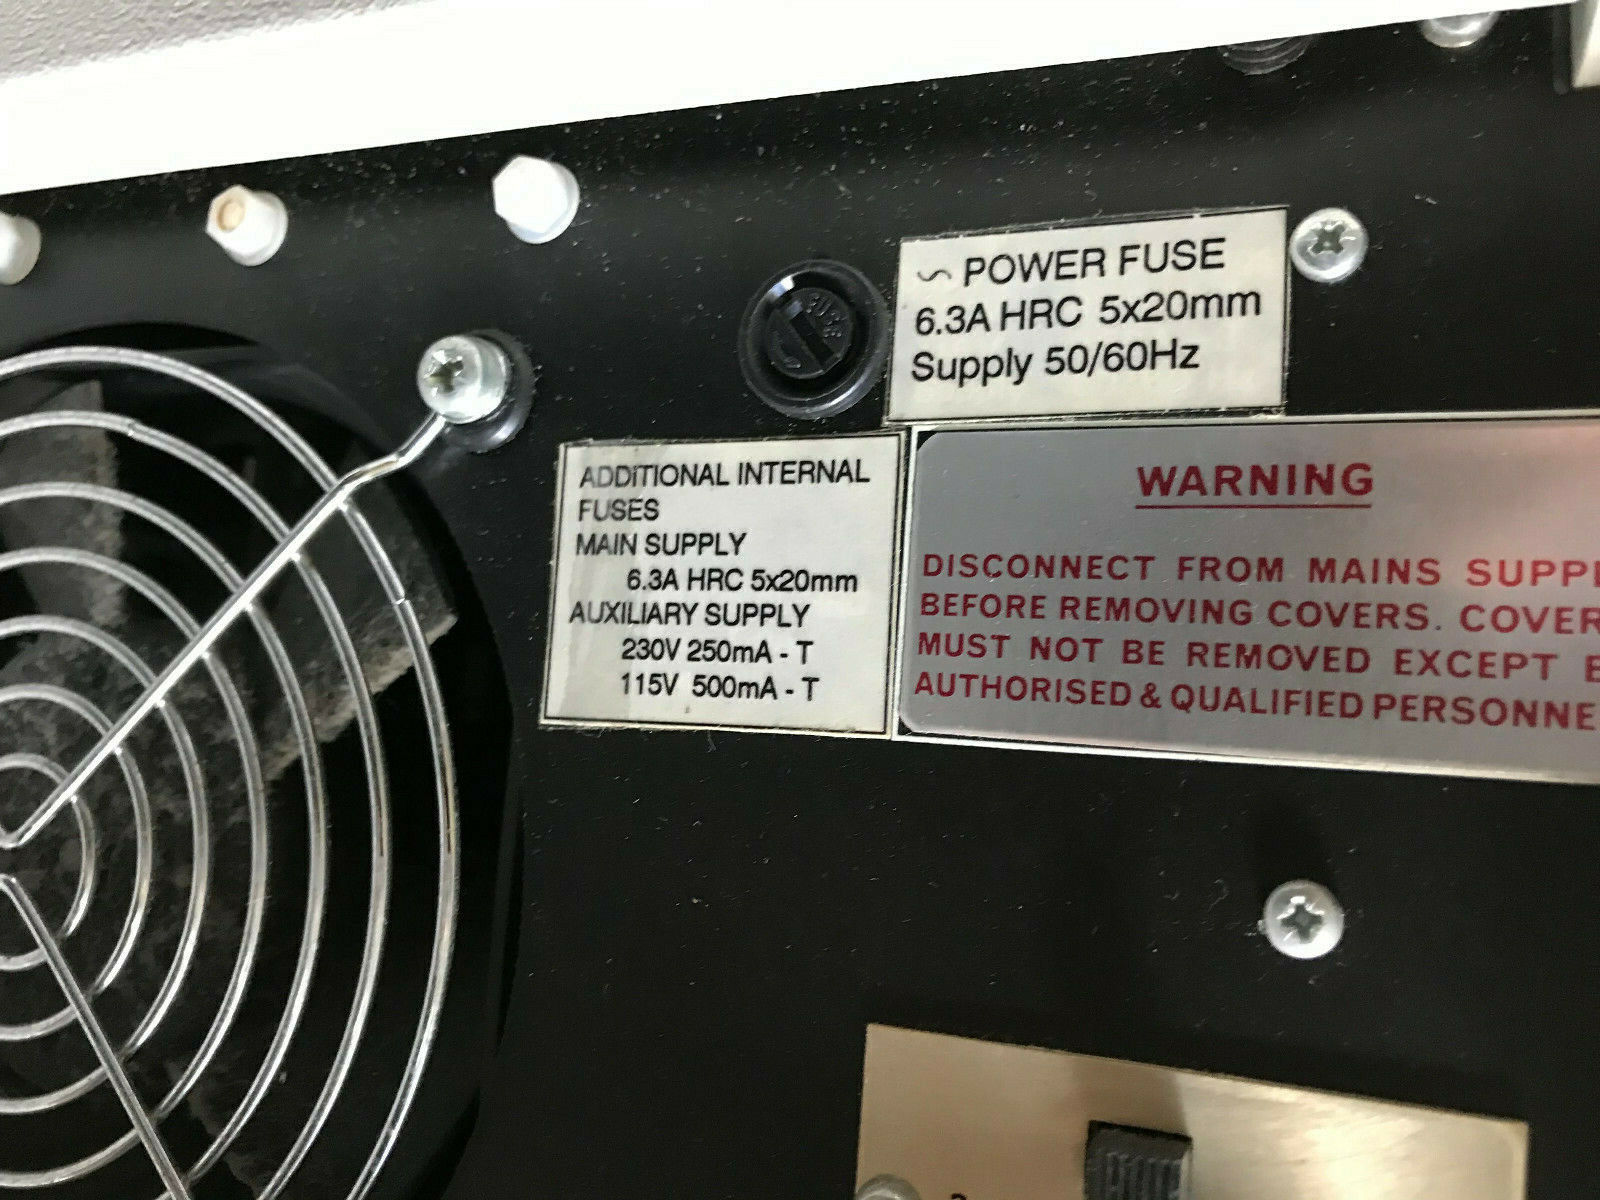 ∿ POWER FUSE
6.3A HRC 5x20mm
Supply 50/60Hz
ADDITIONAL INTERNAL
FUSES
MAIN SUPPLY
6.3A HRC 5x20mm
AUXILIARY SUPPLY
230V 250mA - T
115V 500mA - T
WARNING
DISCONNECT FROM MAINS SUPPL
BEFORE REMOVING COVERS. COVER
MUST NOT BE REMOVED EXCEPT B
AUTHORISED & QUALIFIED PERSONNE